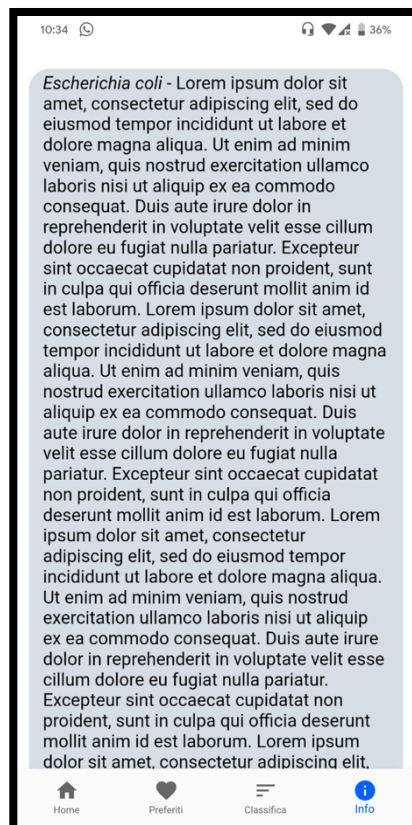 10:34
36%
Escherichia coli - Lorem ipsum dolor sit
amet, consectetur adipiscing elit, sed do
eiusmod tempor incididunt ut labore et
dolore magna aliqua. Ut enim ad minim
veniam, quis nostrud exercitation ullamco
laboris nisi ut aliquip ex ea commodo
consequat. Duis aute irure dolor in
reprehenderit in voluptate velit esse cillum
dolore eu fugiat nulla pariatur. Excepteur
sint occaecat cupidatat non proident, sunt
in culpa qui officia deserunt mollit anim id
est laborum. Lorem ipsum dolor sit amet,
consectetur adipiscing elit, sed do eiusmod
tempor incididunt ut labore et dolore magna
aliqua. Ut enim ad minim veniam, quis
nostrud exercitation ullamco laboris nisi ut
aliquip ex ea commodo consequat. Duis
aute irure dolor in reprehenderit in voluptate
velit esse cillum dolore eu fugiat nulla
pariatur. Excepteur sint occaecat cupidatat
non proident, sunt in culpa qui officia
deserunt mollit anim id est laborum. Lorem
ipsum dolor sit amet, consectetur
adipiscing elit, sed do eiusmod tempor
incididunt ut labore et dolore magna aliqua.
Ut enim ad minim veniam, quis nostrud
exercitation ullamco laboris nisi ut aliquip
ex ea commodo consequat. Duis aute irure
dolor in reprehenderit in voluptate velit esse
cillum dolore eu fugiat nulla pariatur.
Excepteur sint occaecat cupidatat non
proident, sunt in culpa qui officia deserunt
mollit anim id est laborum. Lorem ipsum
dolor sit amet, consectetur adipiscing elit,
Home
Preferiti
Classifica
Info